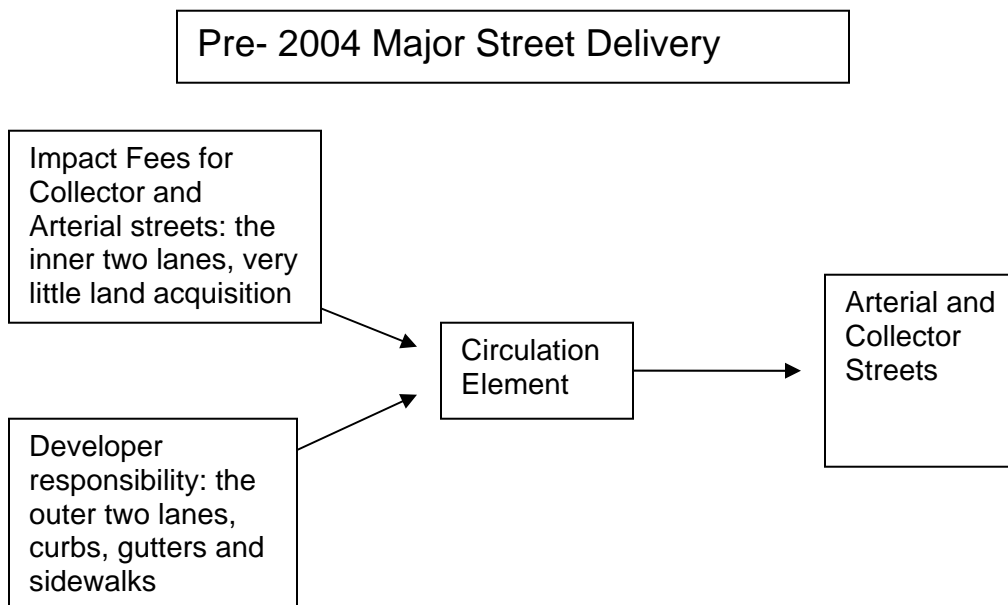 Pre- 2004 Major Street Delivery
Impact Fees for
Collector and
Arterial streets: the
inner two lanes, very
little land acquisition
Circulation
Element
Arterial and
Collector
Streets
Developer
responsibility: the
outer two lanes,
curbs, gutters and
sidewalks